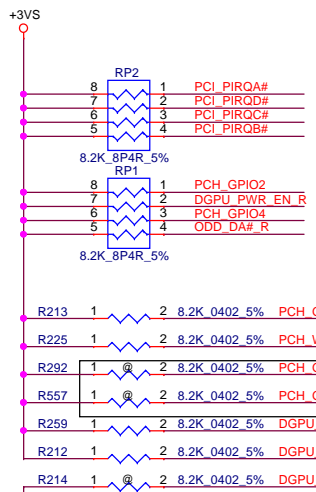 +3VS
RP2
8 1 PCI_PIRQA#
7 2 PCI_PIRQD#
6 3 PCI_PIRQC#
5 4 PCI_PIRQB#
8.2K_8P4R_5%
RP1
8 1 PCH_GPIO2
7 2 DGPU_PWR_EN_R
6 3 PCH_GPIO4
5 4 ODD_DA#_R
8.2K_8P4R_5%
R213 1 2 8.2K_0402_5%
R225 1 2 8.2K_0402_5%
R292 1 @ 2 8.2K_0402_5%
R557 1 @ 2 8.2K_0402_5%
R259 1 2 8.2K_0402_5% DGPU
R212 1 2 8.2K_0402_5% DGPU
R214 1 @ 2 8.2K_0402_5% DGPU